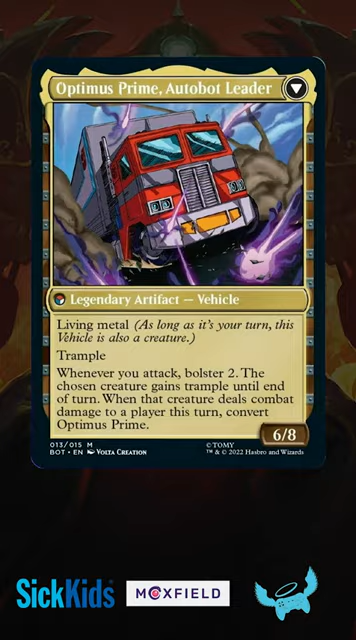 Optimus Prime, Autobot Leader
Legendary Artifact — Vehicle
Living metal (As long as it's your turn, this
Vehicle is also a creature.)
Trample
Whenever you attack, bolster 2. The
chosen creature gains trample until end
of turn. When that creature deals combat
damage to a player this turn, convert
Optimus Prime.
6/8
013/015 M
BOT • EN Volta Creation
© TOMY
™ & © 2022 Hasbro and Wizards
SickKids
MOXFIELD